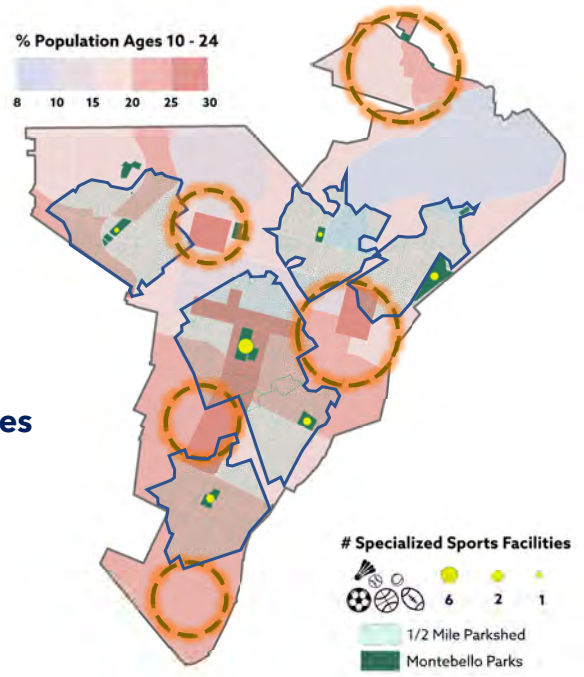 % Population Ages 10 - 24
8 10 15 20 25 30
es
# Specialized Sports Facilities
6 2 1
1/2 Mile Parkshed
Montebello Parks